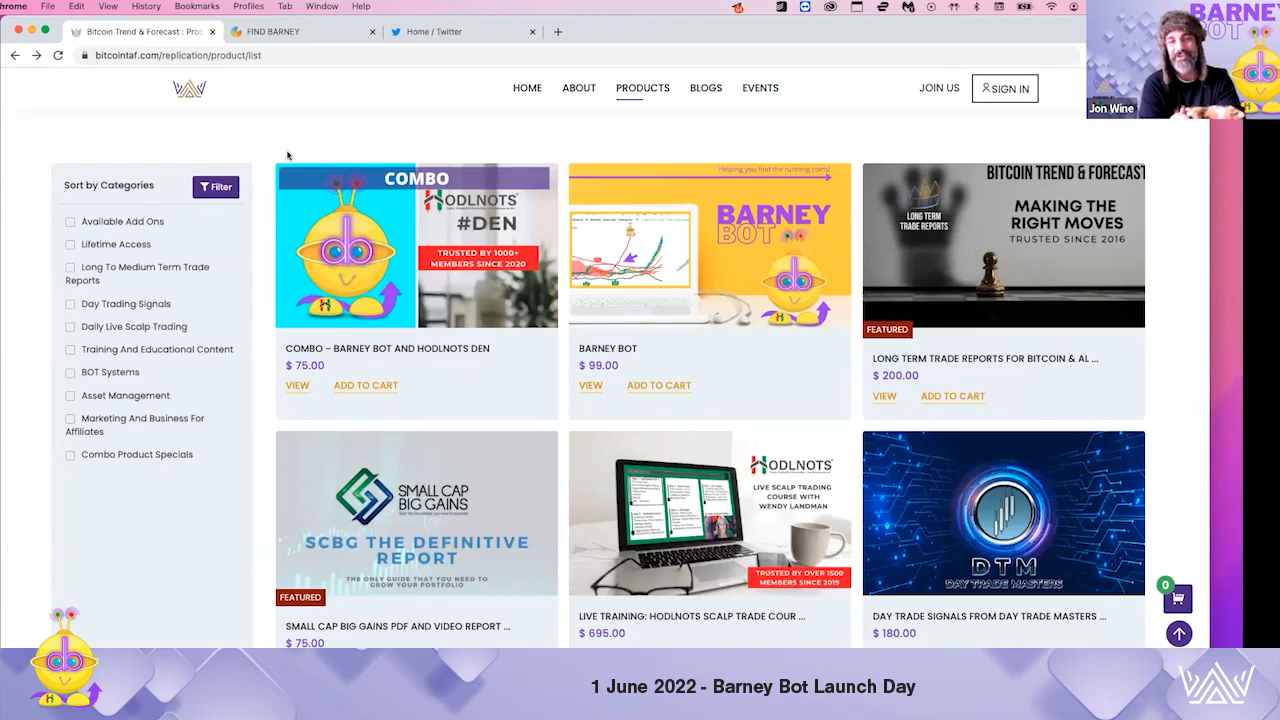 hrome File Edit View History Bookmarks Profiles Tab Window Help
Bitcoin Trend & Forecast : Proc
FIND BARNEY
Home / Twitter
bitcointaf.com/replication/product/list
BARNEY
BOT
Jon Wine
HOME ABOUT PRODUCTS BLOGS EVENTS JOIN US SIGN IN
Sort by Categories
Filter
Available Add Ons
Lifetime Access
Long To Medium Term Trade
Reports
Day Trading Signals
Daily Live Scalp Trading
Training And Educational Content
BOT Systems
Asset Management
Marketing And Business For
Affiliates
Combo Product Specials
COMBO
HODLNOTS
#DEN
TRUSTED BY 1000+
MEMBERS SINCE 2020
COMBO - BARNEY BOT AND HODLNOTS DEN
$ 75.00
VIEW ADD TO CART
Helping you find the running coins!
BARNEY
BOT
BARNEY BOT
$ 99.00
VIEW ADD TO CART
BITCOIN TREND & FORECAST
LONG TERM
TRADE REPORTS
MAKING THE
RIGHT MOVES
TRUSTED SINCE 2016
FEATURED
LONG TERM TRADE REPORTS FOR BITCOIN & AL ...
$ 200.00
VIEW ADD TO CART
SMALL CAP
BIG GAINS
SCBG THE DEFINITIVE
REPORT
THE ONLY GUIDE THAT YOU NEED TO
GROW YOUR PORTFOLIO
FEATURED
SMALL CAP BIG GAINS PDF AND VIDEO REPORT ...
$ 75.00
HODLNOTS
LIVE SCALP TRADING
COURSE WITH
WENDY LANDMAN
TRUSTED BY OVER 1500
MEMBERS SINCE 2019
LIVE TRAINING: HODLNOTS SCALP TRADE COUR ...
$ 695.00
DTM
DAY TRADE MASTERS
DAY TRADE SIGNALS FROM DAY TRADE MASTERS ...
$ 180.00
0
1 June 2022 - Barney Bot Launch Day